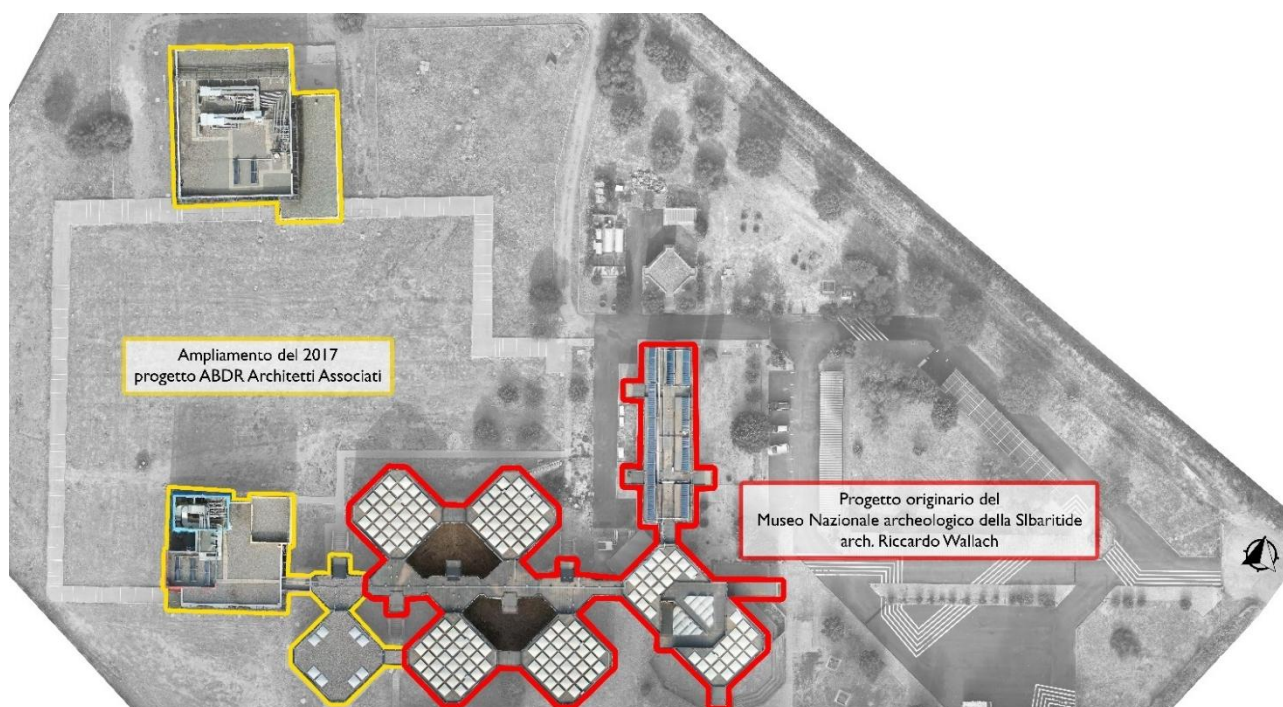 Ampliamento del 2017
progetto ABDR Architetti Associati
Progetto originario del
Museo Nazionale archeologico della SIbaritide
arch. Riccardo Wallach